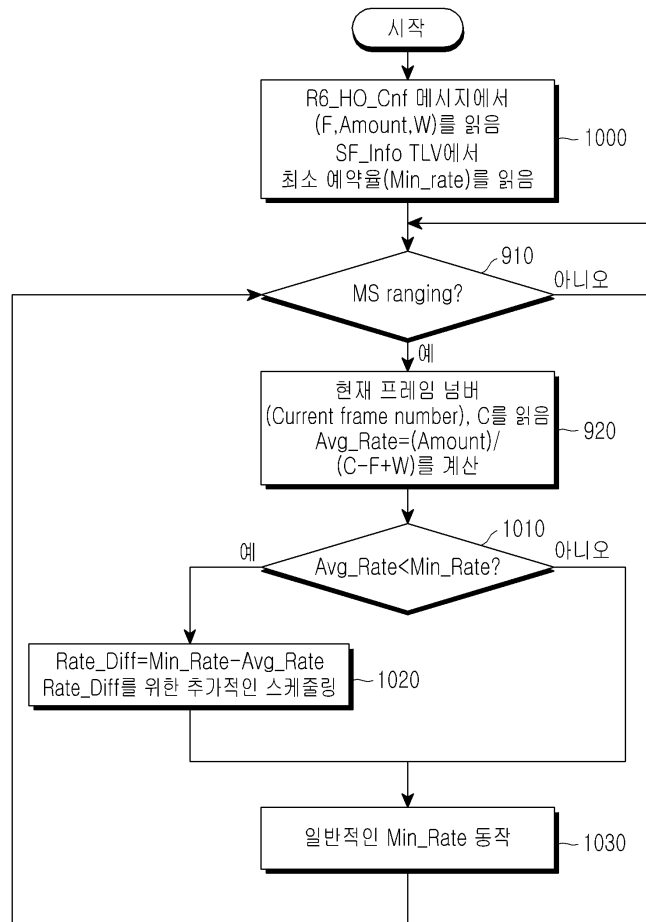 시작
R6_HO_Cnf 메시지에서
(F,Amount,W)를 읽음
SF_Info TLV에서
최소 예약율(Min_rate)를 읽음
1000
910
MS ranging?
아니오
예
현재 프레임 넘버
(Current frame number), C를 읽음
Avg_Rate=(Amount)/
(C-F+W)를 계산
920
1010
예
Avg_Rate<Min_Rate?
아니오
Rate_Diff=Min_Rate-Avg_Rate
Rate_Diff를 위한 추가적인 스케줄링
1020
일반적인 Min_Rate 동작
1030